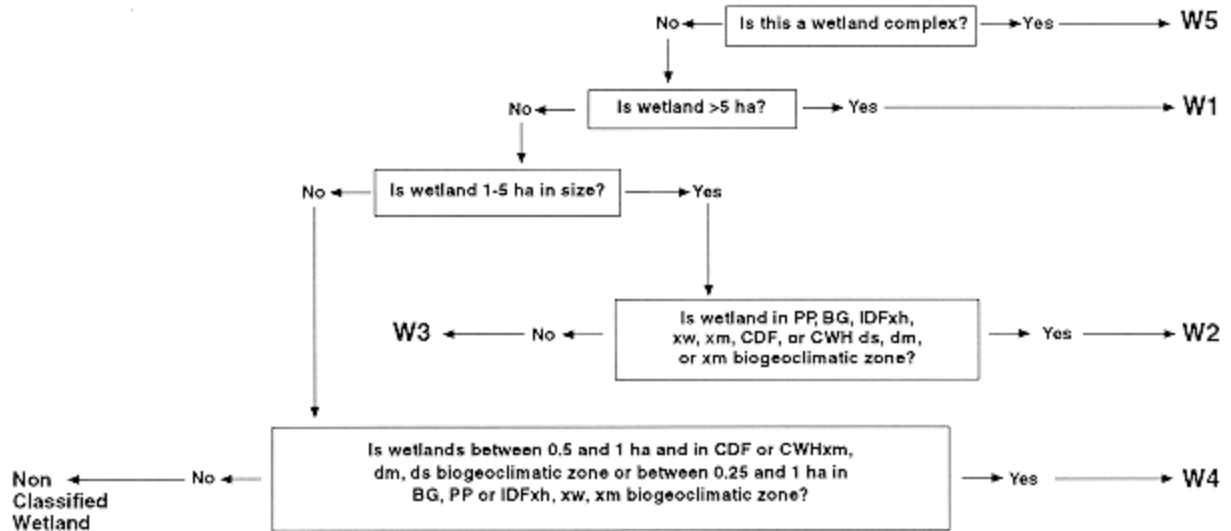 No Is this a wetland complex? Yes W5
No Is wetland >5 ha? Yes W1
No Is wetland 1-5 ha in size? Yes
Is wetland in PP, BG, IDFxh,
xw, xm, CDF, or CWH ds, dm,
or xm biogeoclimatic zone?
W3 No Yes W2
Is wetlands between 0.5 and 1 ha and in CDF or CWHxm,
dm, ds biogeoclimatic zone or between 0.25 and 1 ha in
BG, PP or IDFxh, xw, xm biogeoclimatic zone?
Non
Classified
Wetland
No Yes W4